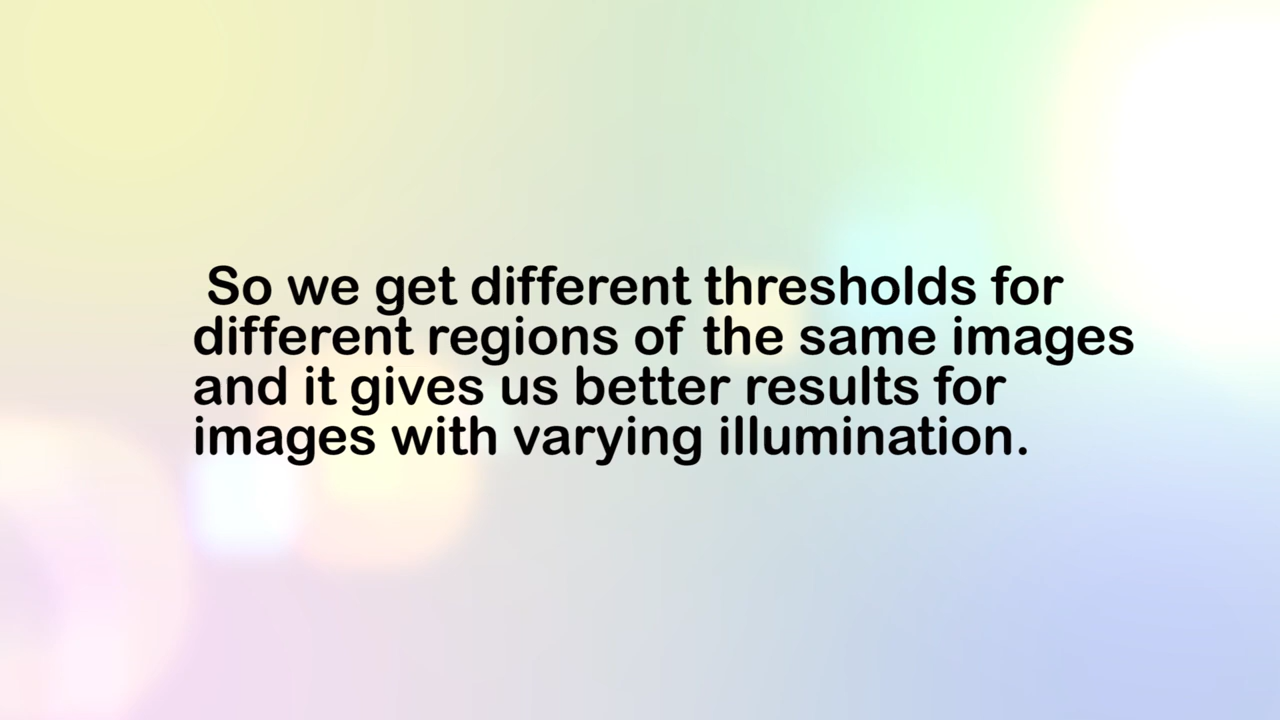 So we get different thresholds for
different regions of the same images
and it gives us better results for
images with varying illumination.